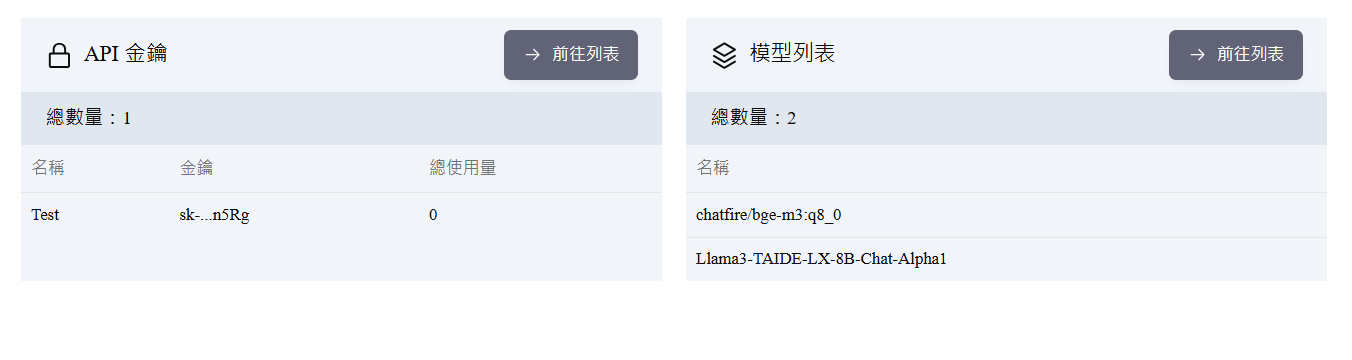 API 金鑰
前往列表
總數量：1
名稱 金鑰 總使用量
Test sk-...n5Rg 0
模型列表
前往列表
總數量：2
名稱
chatfire/bge-m3:q8_0
Llama3-TAIDE-LX-8B-Chat-Alpha1